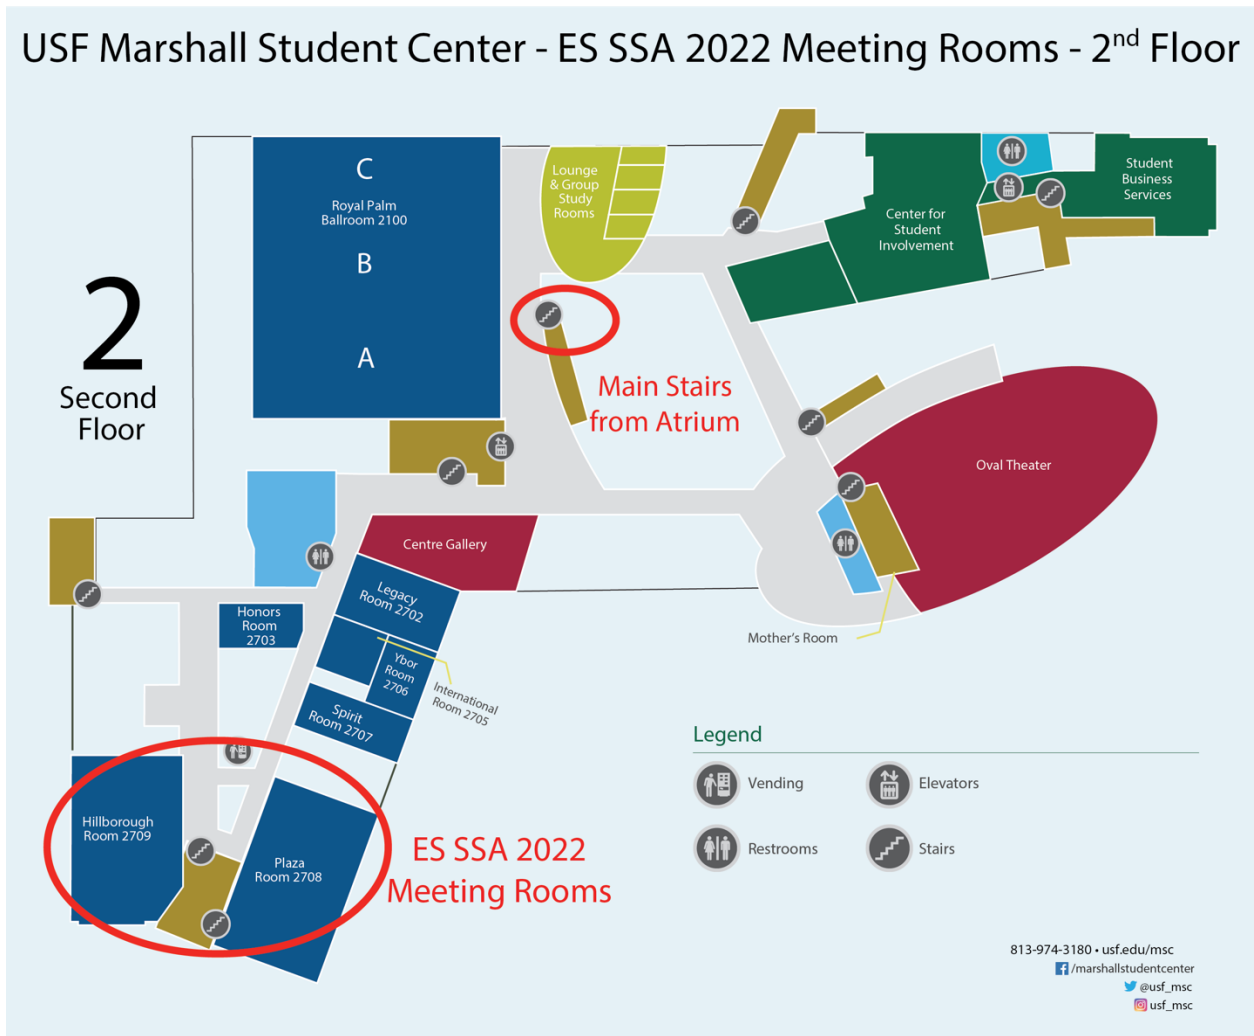 USF Marshall Student Center - ES SSA 2022 Meeting Rooms - 2nd Floor
C
Royal Palm
Ballroom 2100
B
A
Lounge
& Group
Study
Rooms
Center for
Student
Involvement
Student
Business
Services
2
Second
Floor
Main Stairs
from Atrium
Oval Theater
Centre Gallery
Legacy
Room 2702
Honors
Room
2703
Ybor
Room
2706
International
Room 2705
Spirit
Room 2707
Mother's Room
Hillborough
Room 2709
Plaza
Room 2708
ES SSA 2022
Meeting Rooms
Legend
Vending
Elevators
Restrooms
Stairs
813-974-3180 • usf.edu/msc
/marshallstudentcenter
@usf_msc
usf_msc